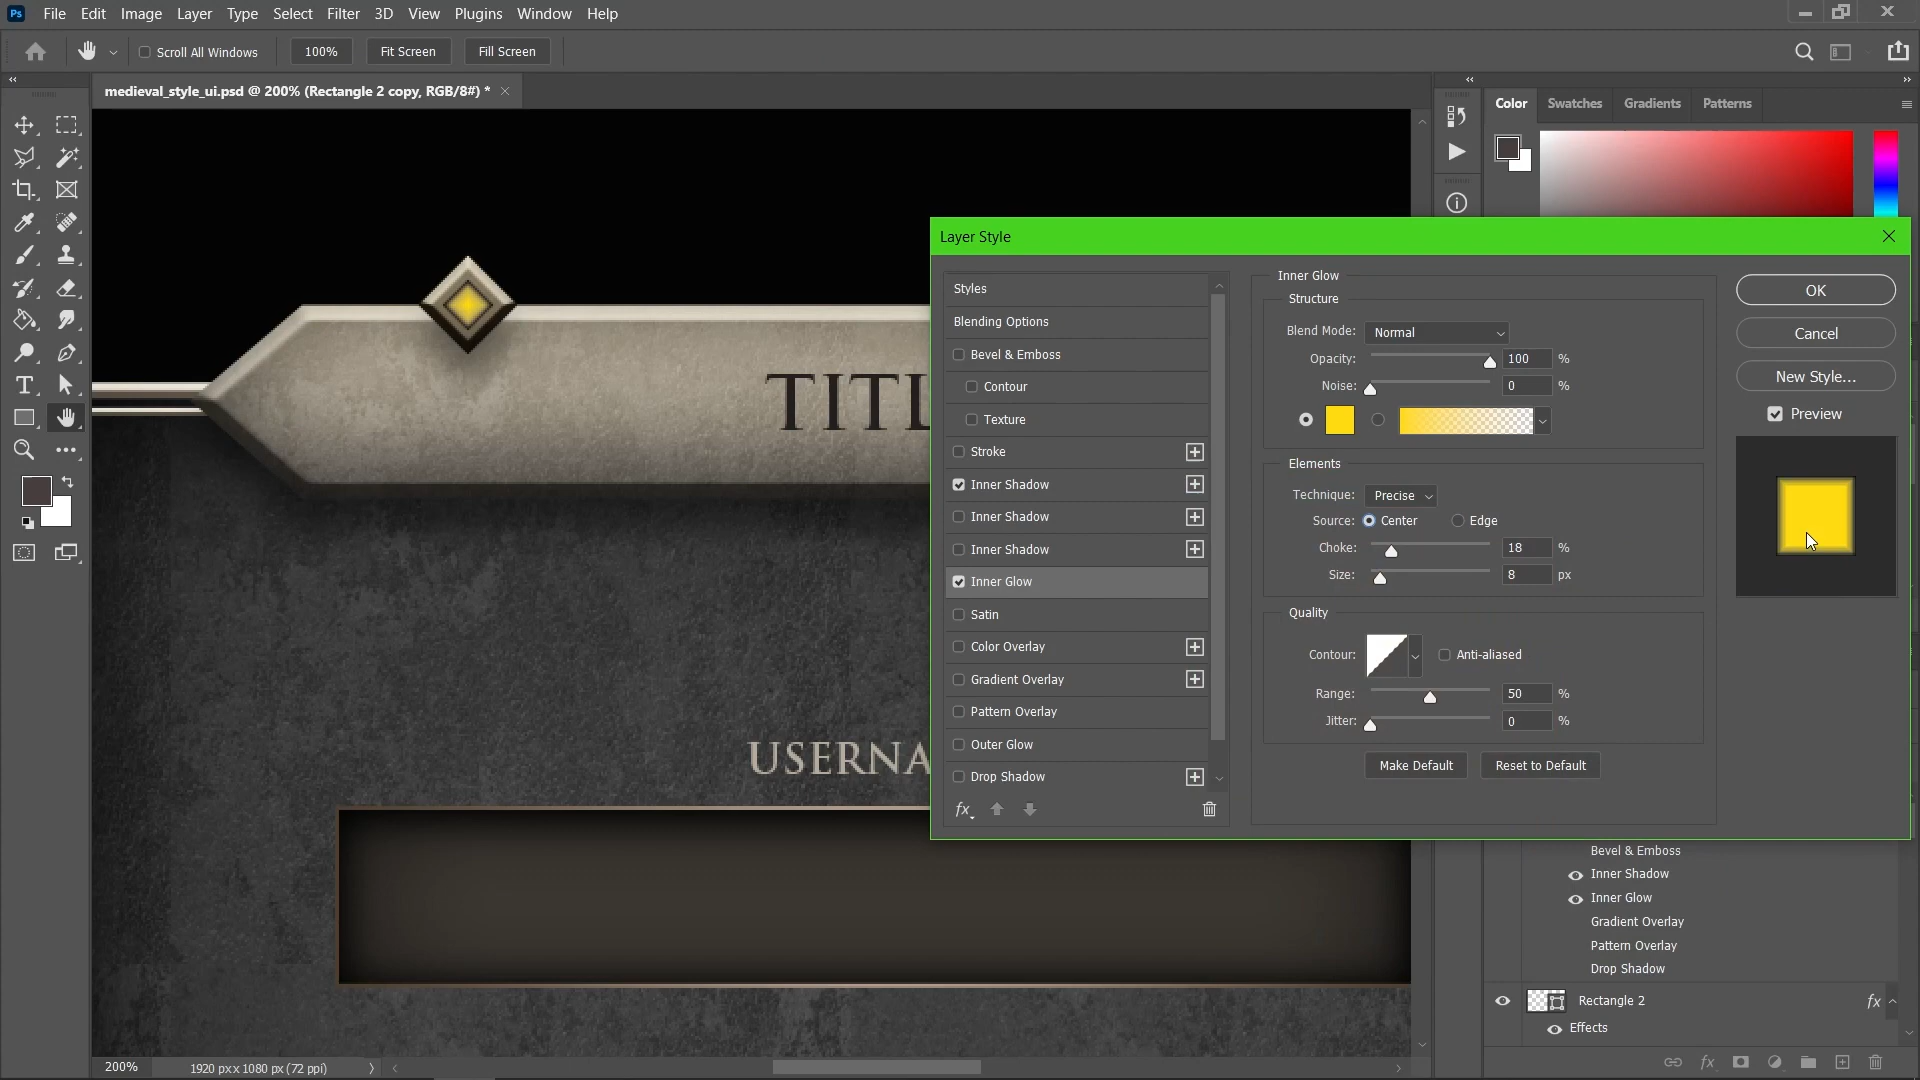 Ps File Edit Image Layer Type Select Filter 3D View Plugins Window Help
Scroll All Windows 100% Fit Screen Fill Screen
medieval_style_ui.psd @ 200% (Rectangle 2 copy, RGB/8#) *
Color Swatches Gradients Patterns
Layer Style
Styles
Blending Options
Bevel & Emboss
Contour
Texture
Stroke
Inner Shadow
Inner Shadow
Inner Shadow
Inner Glow
Satin
Color Overlay
Gradient Overlay
Pattern Overlay
Outer Glow
Drop Shadow
fx
Inner Glow
Structure
Blend Mode: Normal
Opacity: 100 %
Noise: 0 %
Elements
Technique: Precise
Source: Center Edge
Choke: 18 %
Size: 8 px
Quality
Contour: Anti-aliased
Range: 50 %
Jitter: 0 %
Make Default Reset to Default
OK
Cancel
New Style...
Preview
TITL
USERNA
Bevel & Emboss
Inner Shadow
Inner Glow
Gradient Overlay
Pattern Overlay
Drop Shadow
Rectangle 2 fx
Effects
fx
200% 1920 px x 1080 px (72 ppi)